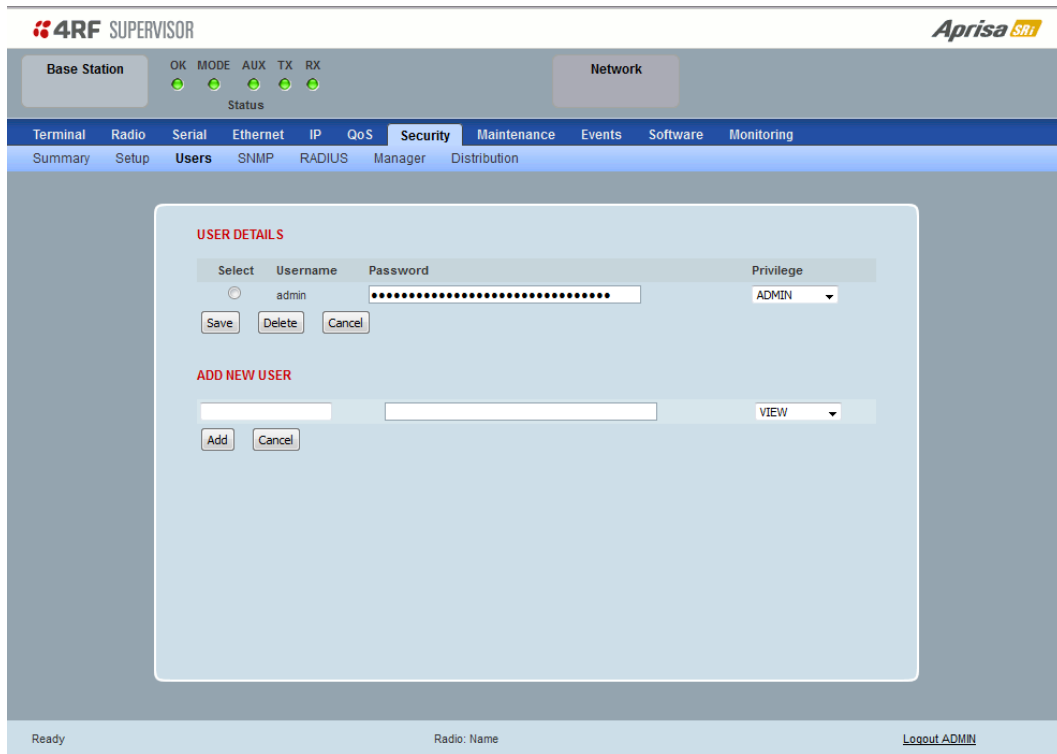 4RF SUPERVISOR Aprisa SRi
Base Station OK MODE AUX TX RX Network
Status
Terminal Radio Serial Ethernet IP QoS Security Maintenance Events Software Monitoring
Summary Setup Users SNMP RADIUS Manager Distribution
USER DETAILS
Select Username Password Privilege
admin •••••••••••••••••••••••••••••••• ADMIN
Save Delete Cancel
ADD NEW USER
VIEW
Add Cancel
Ready Radio: Name Logout ADMIN